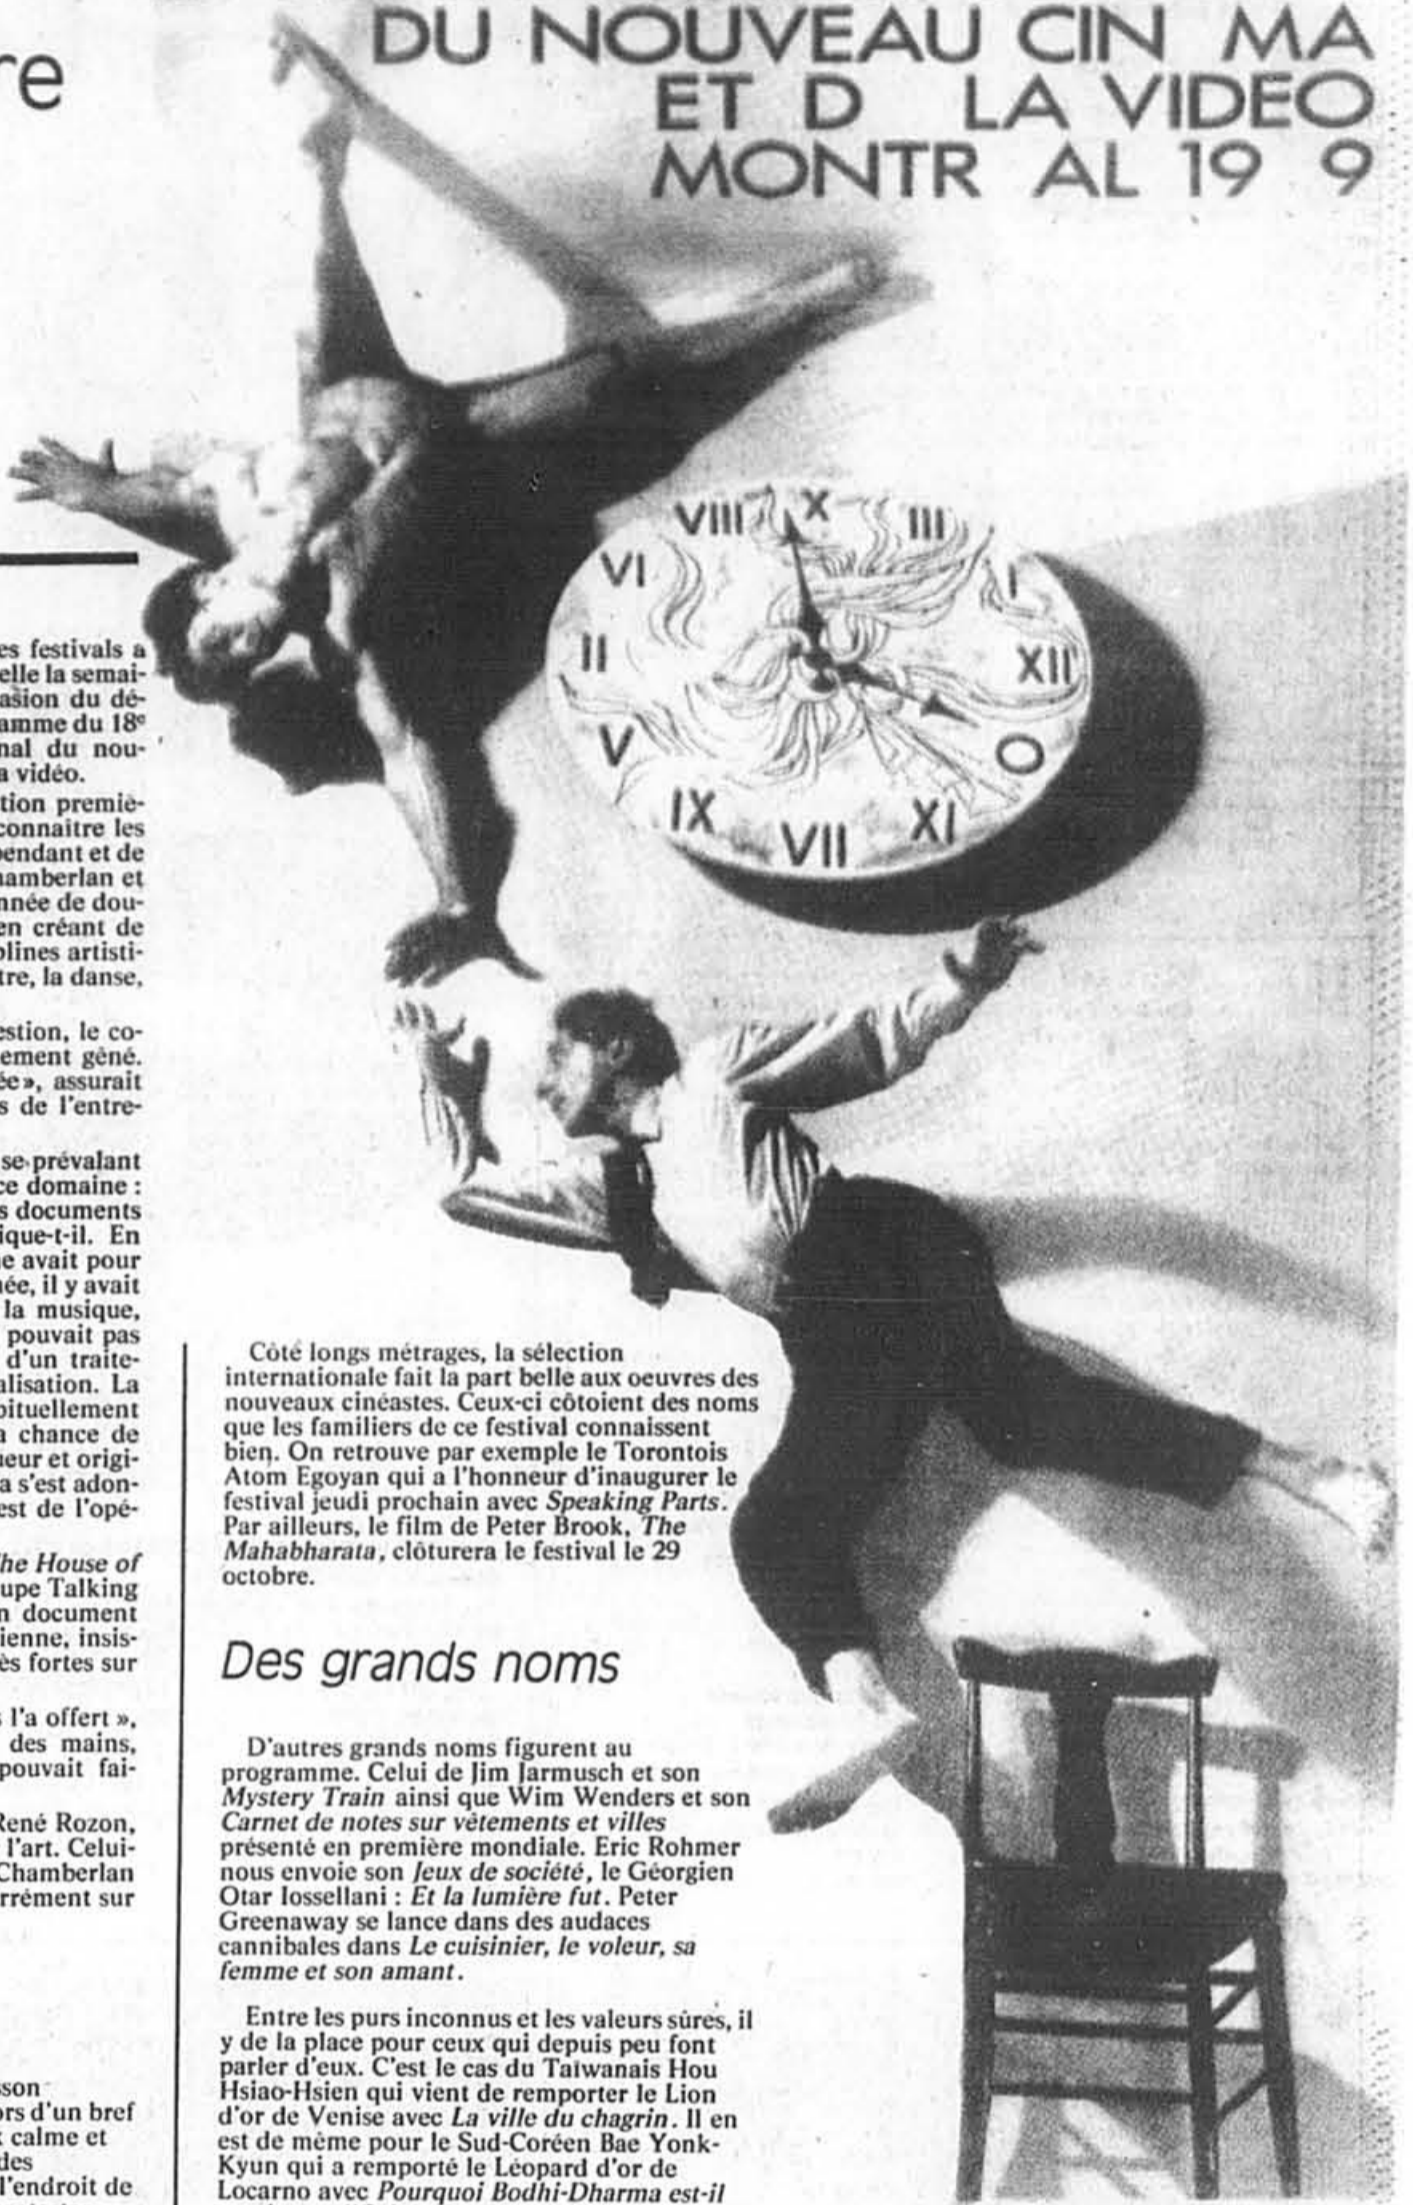 re
es festivals a
elle la semai-
asion du dé-
amme du 18e
nal du nou-
a vidéo.
tion premiè-
connaitre les
pendant et de
hamberlan et
nnée de dou-
en créant de
plines artisti-
tre, la danse,
estion, le co-
ement gêné.
ée», assurait
s de l'entre-
se prévalant
ce domaine :
s documents
ique-t-il. En
e avait pour
née, il y avait
la musique,
pouvait pas
d'un traite-
alisation. La
bituellement
a chance de
ueur et origi-
a s'est adon-
est de l'opé-
he House of
upe Talking
n document
ienne, insis-
ès fortes sur
l'a offert »,
des mains,
pouvait fai-
René Rozon,
l'art. Celui-
Chamberlan
rrément sur
son
ors d'un bref
calme et
des
l'endroit de
DU NOUVEAU CIN MA
ET D LA VIDEO
MONTR AL 19 9
VIII X III
VI I
II XII
V O
IX VII XI
Côté longs métrages, la sélection
internationale fait la part belle aux oeuvres des
nouveaux cinéastes. Ceux-ci côtoient des noms
que les familiers de ce festival connaissent
bien. On retrouve par exemple le Torontois
Atom Egoyan qui a l'honneur d'inaugurer le
festival jeudi prochain avec Speaking Parts.
Par ailleurs, le film de Peter Brook, The
Mahabharata, clôturera le festival le 29
octobre.
Des grands noms
D'autres grands noms figurent au
programme. Celui de Jim Jarmusch et son
Mystery Train ainsi que Wim Wenders et son
Carnet de notes sur vêtements et villes
présenté en première mondiale. Eric Rohmer
nous envoie son Jeux de société, le Géorgien
Otar Iossellani : Et la lumière fut. Peter
Greenaway se lance dans des audaces
cannibales dans Le cuisinier, le voleur, sa
femme et son amant.
Entre les purs inconnus et les valeurs sûres, il
y de la place pour ceux qui depuis peu font
parler d'eux. C'est le cas du Taïwanais Hou
Hsiao-Hsien qui vient de remporter le Lion
d'or de Venise avec La ville du chagrin. Il en
est de même pour le Sud-Coréen Bae Yonk-
Kyun qui a remporté le Léopard d'or de
Locarno avec Pourquoi Bodhi-Dharma est-il